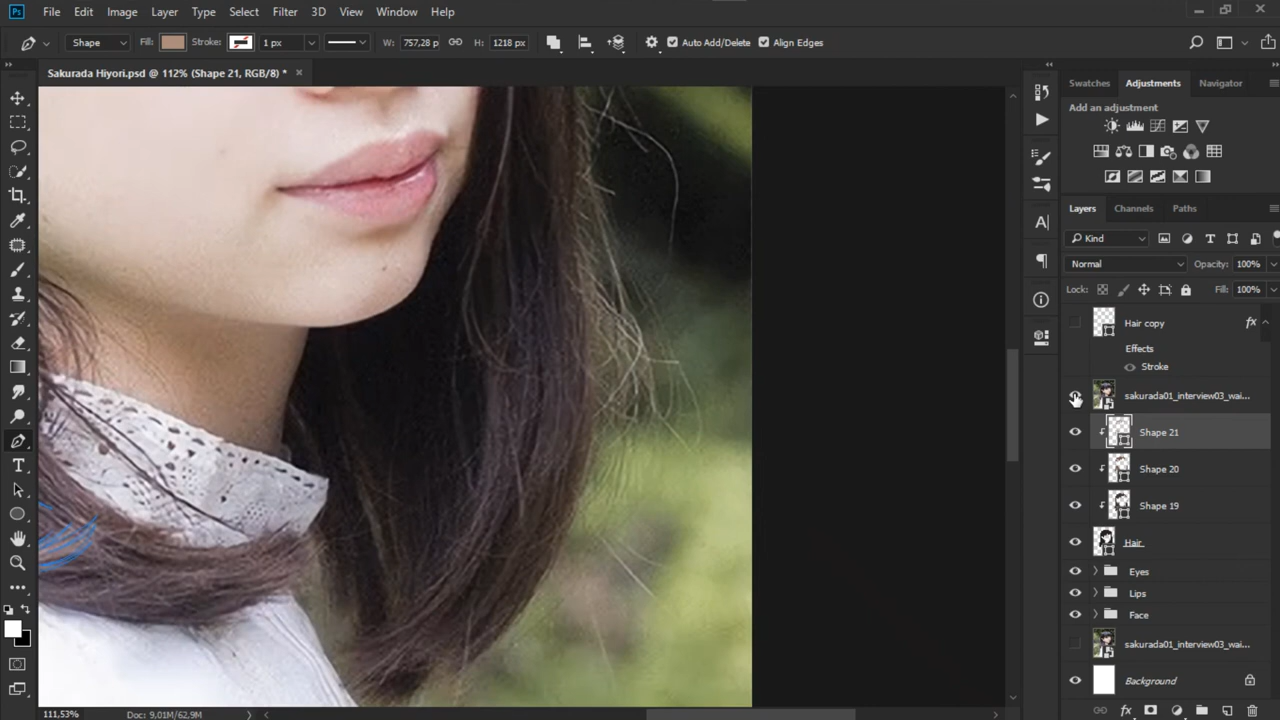 Ps File Edit Image Layer Type Select Filter 3D View Window Help
Shape Fill: Stroke: 1 px W: 757,28 p H: 1218 px Auto Add/Delete Align Edges
Sakurada Hiyori.psd @ 112% (Shape 21, RGB/8) *
Swatches Adjustments Navigator
Add an adjustment
Layers Channels Paths
Kind
Normal Opacity: 100%
Lock: Fill: 100%
Hair copy fx
Effects
Stroke
sakurada01_interview03_wai...
Shape 21
Shape 20
Shape 19
Hair
Eyes
Lips
Face
sakurada01_interview03_wai...
Background
111,53% Doc: 9,01M/62,9M